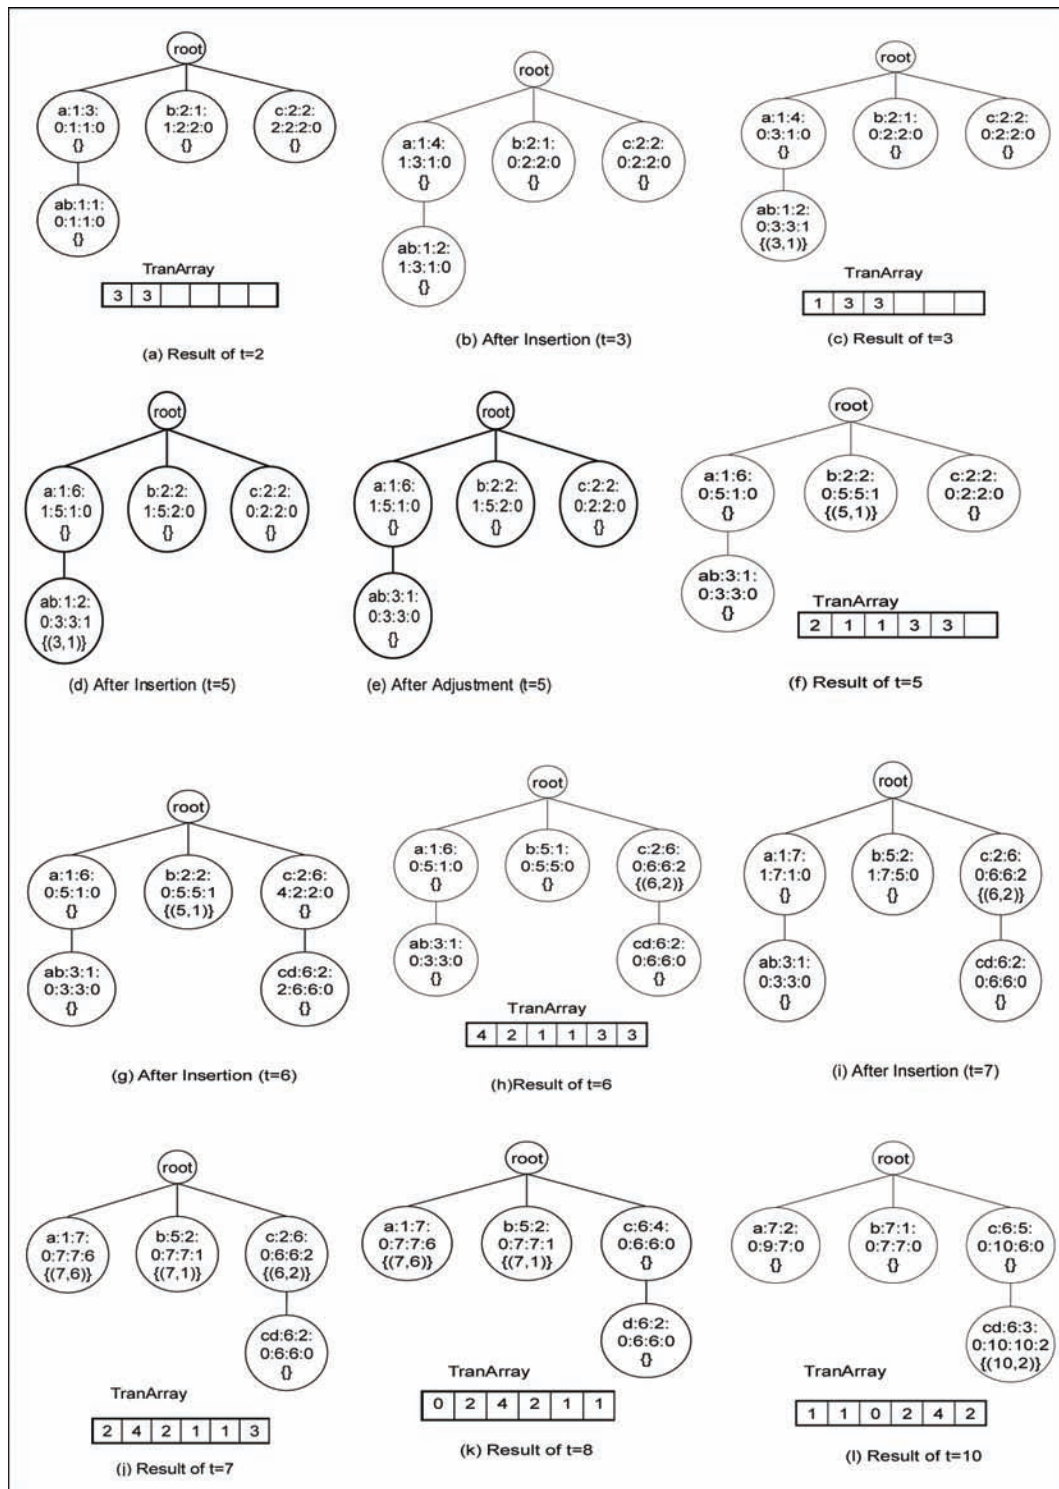 root
a:1:3:
0:1:1:0
{}
b:2:1:
1:2:2:0
{}
c:2:2:
2:2:2:0
{}
ab:1:1:
0:1:1:0
{}
TranArray
3 3
(a) Result of t=2
root
a:1:4:
1:3:1:0
{}
b:2:1:
0:2:2:0
{}
c:2:2:
0:2:2:0
{}
ab:1:2:
1:3:1:0
{}
(b) After Insertion (t=3)
root
a:1:4:
0:3:1:0
{}
b:2:1:
0:2:2:0
{}
c:2:2:
0:2:2:0
{}
ab:1:2:
0:3:3:1
{(3,1)}
TranArray
1 3 3
(c) Result of t=3
root
a:1:6:
1:5:1:0
{}
b:2:2:
1:5:2:0
{}
c:2:2:
0:2:2:0
{}
ab:1:2:
0:3:3:1
{(3,1)}
(d) After Insertion (t=5)
root
a:1:6:
1:5:1:0
{}
b:2:2:
1:5:2:0
{}
c:2:2:
0:2:2:0
{}
ab:3:1:
0:3:3:0
{}
(e) After Adjustment (t=5)
root
a:1:6:
0:5:1:0
{}
b:2:2:
0:5:5:1
{(5,1)}
c:2:2:
0:2:2:0
{}
ab:3:1:
0:3:3:0
{}
TranArray
2 1 1 3 3
(f) Result of t=5
root
a:1:6:
0:5:1:0
{}
b:2:2:
0:5:5:1
{(5,1)}
c:2:6:
4:2:2:0
{}
ab:3:1:
0:3:3:0
{}
cd:6:2:
2:6:6:0
{}
(g) After Insertion (t=6)
root
a:1:6:
0:5:1:0
{}
b:5:1:
0:5:5:0
{}
c:2:6:
0:6:6:2
{(6,2)}
ab:3:1:
0:3:3:0
{}
cd:6:2:
0:6:6:0
{}
TranArray
4 2 1 1 3 3
(h)Result of t=6
root
a:1:7:
1:7:1:0
{}
b:5:2:
1:7:5:0
{}
c:2:6:
0:6:6:2
{(6,2)}
ab:3:1:
0:3:3:0
{}
cd:6:2:
0:6:6:0
{}
(i) After Insertion (t=7)
root
a:1:7:
0:7:7:6
{(7,6)}
b:5:2:
0:7:7:1
{(7,1)}
c:2:6:
0:6:6:2
{(6,2)}
cd:6:2:
0:6:6:0
{}
TranArray
2 4 2 1 1 3
(j) Result of t=7
root
a:1:7:
0:7:7:6
{(7,6)}
b:5:2:
0:7:7:1
{(7,1)}
c:6:4:
0:6:6:0
{}
d:6:2:
0:6:6:0
{}
TranArray
0 2 4 2 1 1
(k) Result of t=8
root
a:7:2:
0:9:7:0
{}
b:7:1:
0:7:7:0
{}
c:6:5:
0:10:6:0
{}
cd:6:3:
0:10:10:2
{(10,2)}
TranArray
1 1 0 2 4 2
(l) Result of t=10